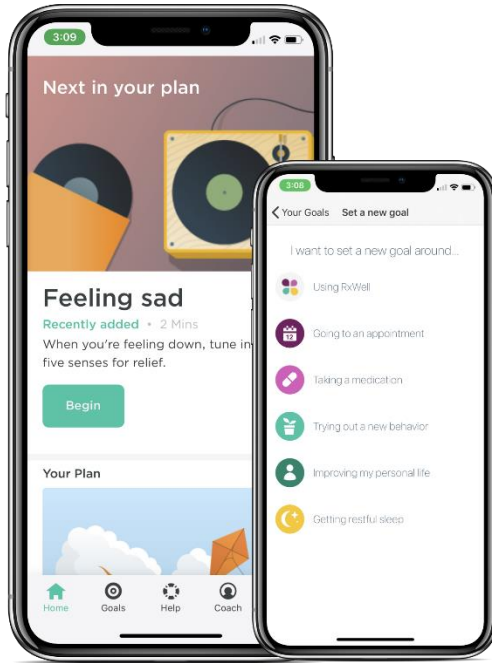 3:09
Next in your plan
Feeling sad
Recently added • 2 Mins
When you're feeling down, tune in
five senses for relief.
Begin
Your Plan
Home
Goals
Help
Coach
3:08
Your Goals
Set a new goal
I want to set a new goal around...
Using RxWell
12
Going to an appointment
Taking a medication
Trying out a new behavior
Improving my personal life
Getting restful sleep